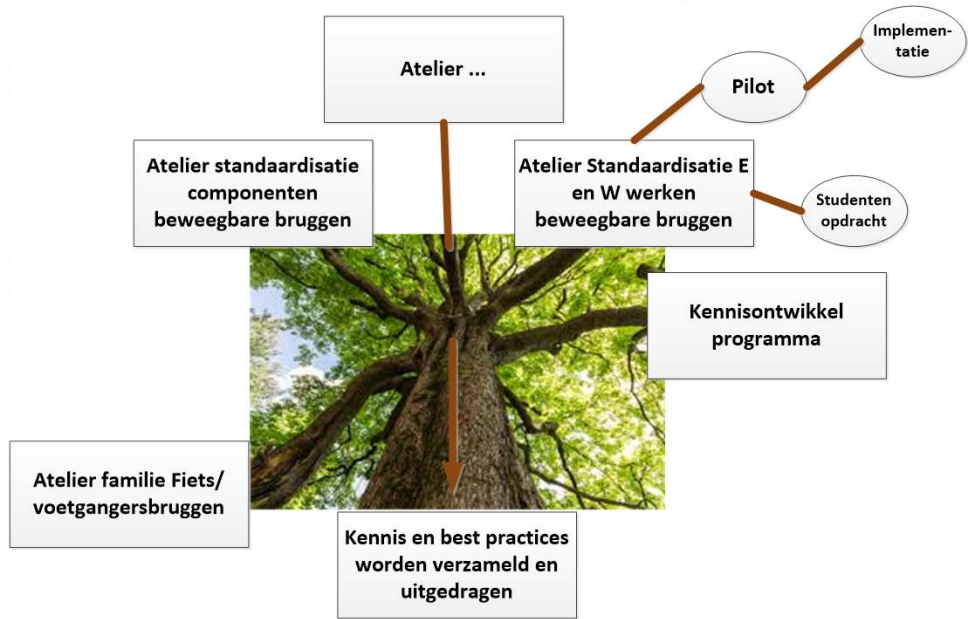 Atelier ...
Implemen-
tatie
Pilot
Atelier standaardisatie
componenten
beweegbare bruggen
Atelier Standaardisatie E
en W werken
beweegbare bruggen
Studenten
opdracht
Kennisontwikkel
programma
Atelier familie Fiets/
voetgangersbruggen
Kennis en best practices
worden verzameld en
uitgedragen